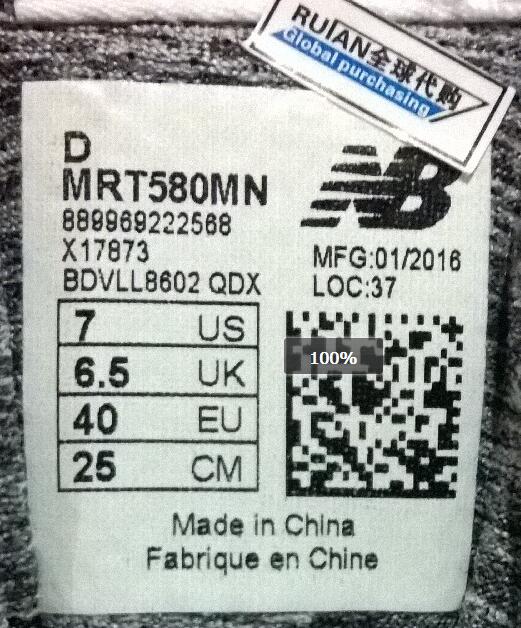 RUIAN全球代购
Global purchasing
D
MRT580MN
889969222568
X17873
BDVLL8602 QDX
NB
MFG:01/2016
LOC:37
7 US
6.5 UK
40 EU
25 CM
100%
Made in China
Fabrique en Chine